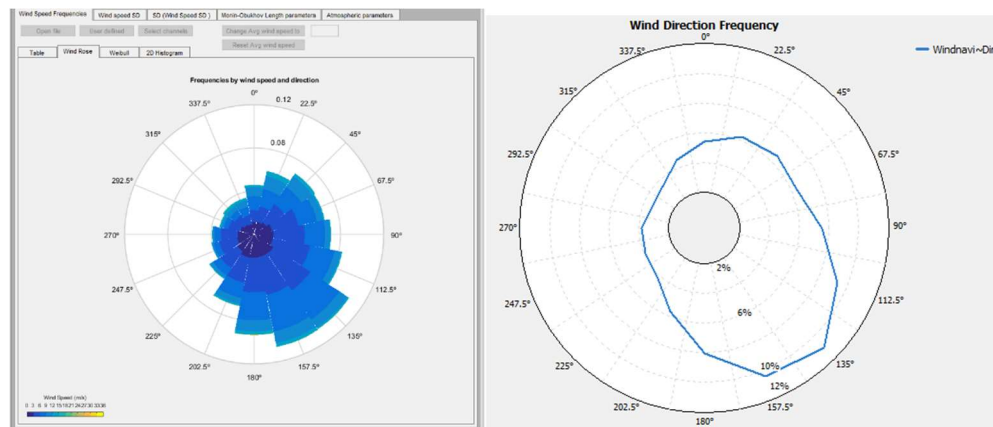 Wind Speed Frequencies Wind speed SD SD (Wind Speed SD ) Monin-Obukhov Length parameters Atmospheric parameters
Open file User defined Select channels Change Avg wind speed to
Reset Avg wind speed
Table Wind Rose Weibull 2D Histogram
Frequencies by wind speed and direction
0°
0.12
337.5° 22.5°
315° 45°
0.08
292.5° 67.5°
270° 90°
247.5° 112.5°
225° 135°
202.5° 157.5°
180°
Wind Speed (m/s)
0 3 6 9 12 15 18 21 24 27 30 33 36
Wind Direction Frequency
0°
337.5° 22.5°
Windnavi~Dir
315° 45°
292.5° 67.5°
270° 90°
2%
247.5° 112.5°
6%
225° 135°
10%
12%
202.5° 157.5°
180°